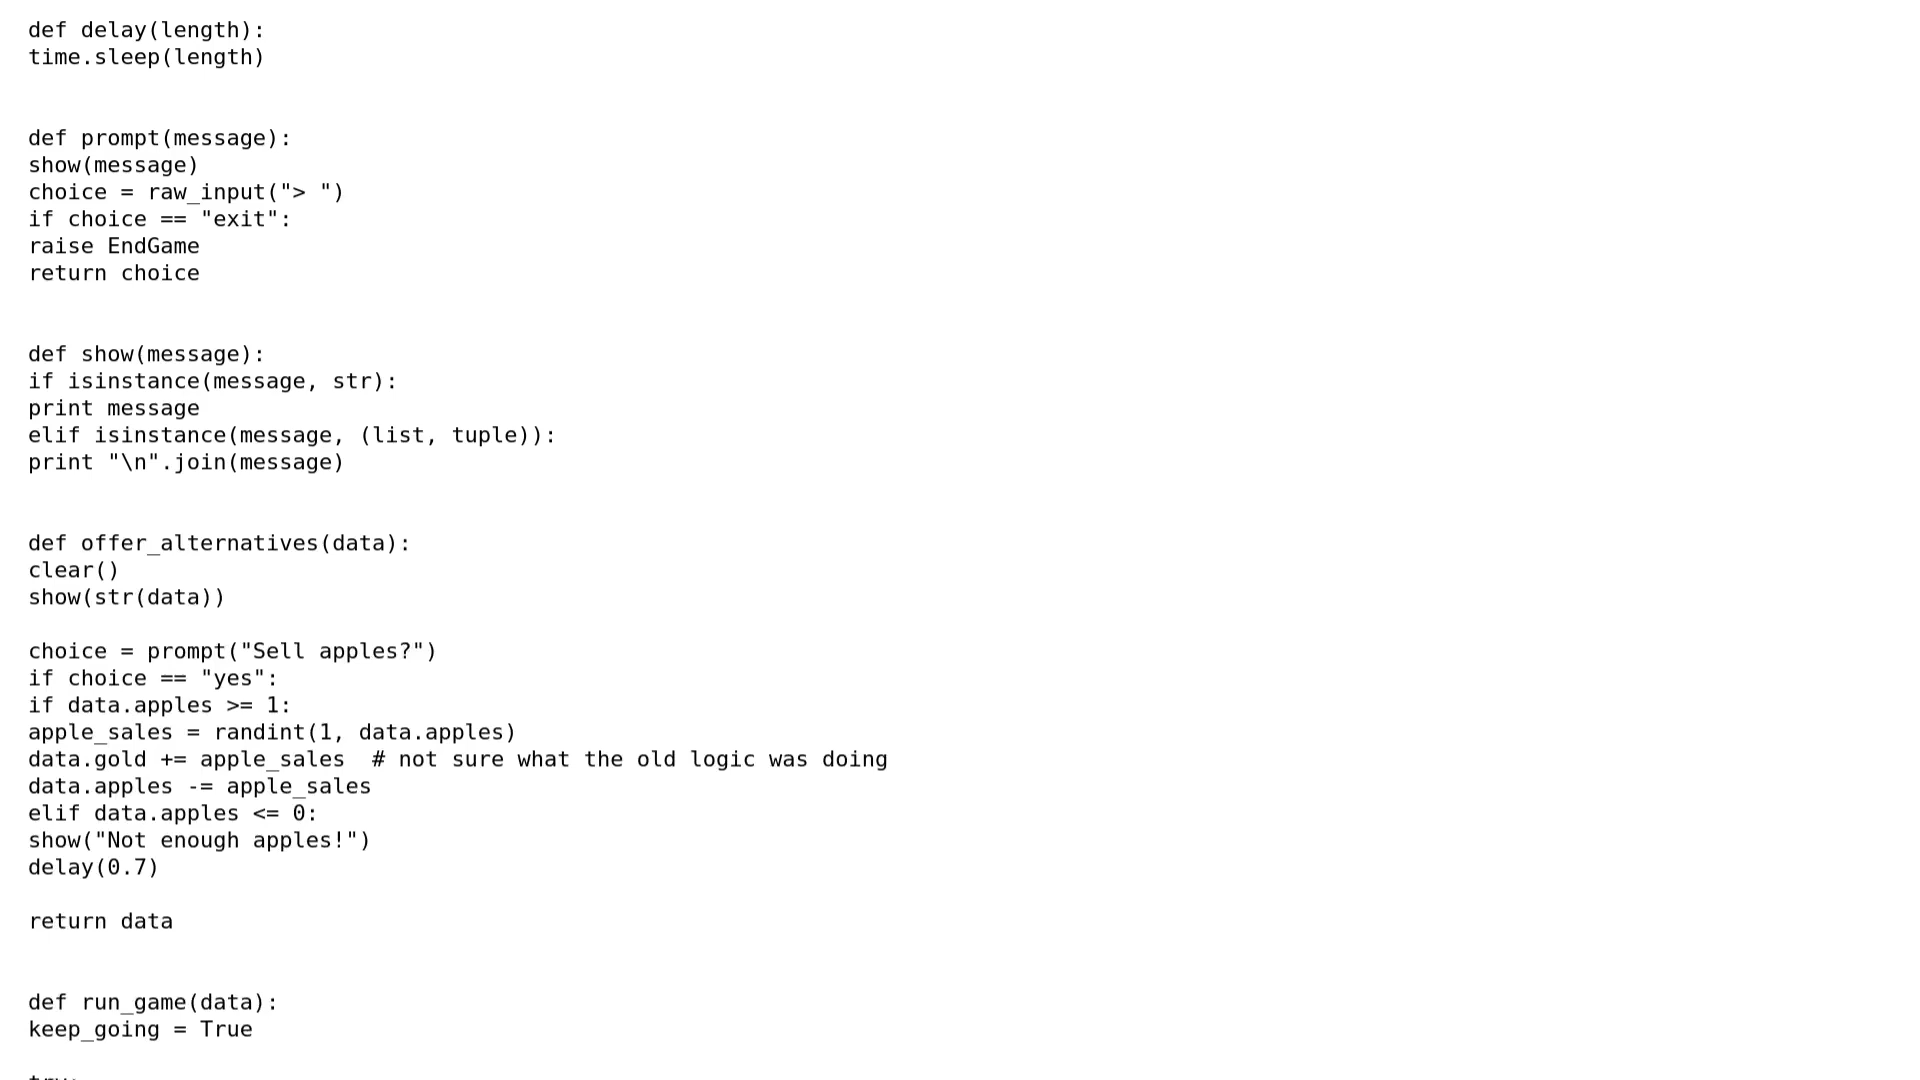 def delay(length):
time.sleep(length)
def prompt(message):
show(message)
choice = raw_input("> ")
if choice == "exit":
raise EndGame
return choice
def show(message):
if isinstance(message, str):
print message
elif isinstance(message, (list, tuple)):
print "\n".join(message)
def offer_alternatives(data):
clear()
show(str(data))
choice = prompt("Sell apples?")
if choice == "yes":
if data.apples >= 1:
apple_sales = randint(1, data.apples)
data.gold += apple_sales  # not sure what the old logic was doing
data.apples -= apple_sales
elif data.apples <= 0:
show("Not enough apples!")
delay(0.7)
return data
def run_game(data):
keep_going = True